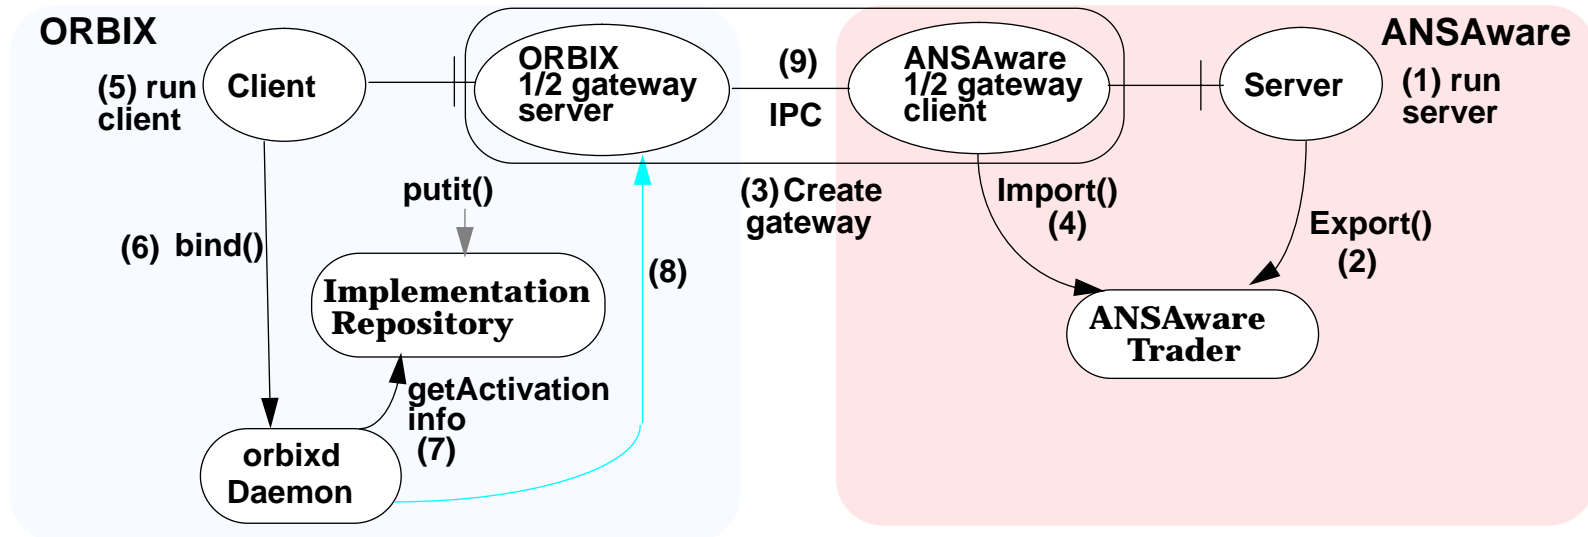 ORBIX
ANSAware
(5) run
client
Client
ORBIX
1/2 gateway
server
(9)
IPC
ANSAware
1/2 gateway
client
Server
(1) run
server
putit()
(3) Create
gateway
Import()
(4)
Export()
(2)
(6) bind()
(8)
Implementation
Repository
ANSAware
Trader
getActivation
info
(7)
orbixd
Daemon